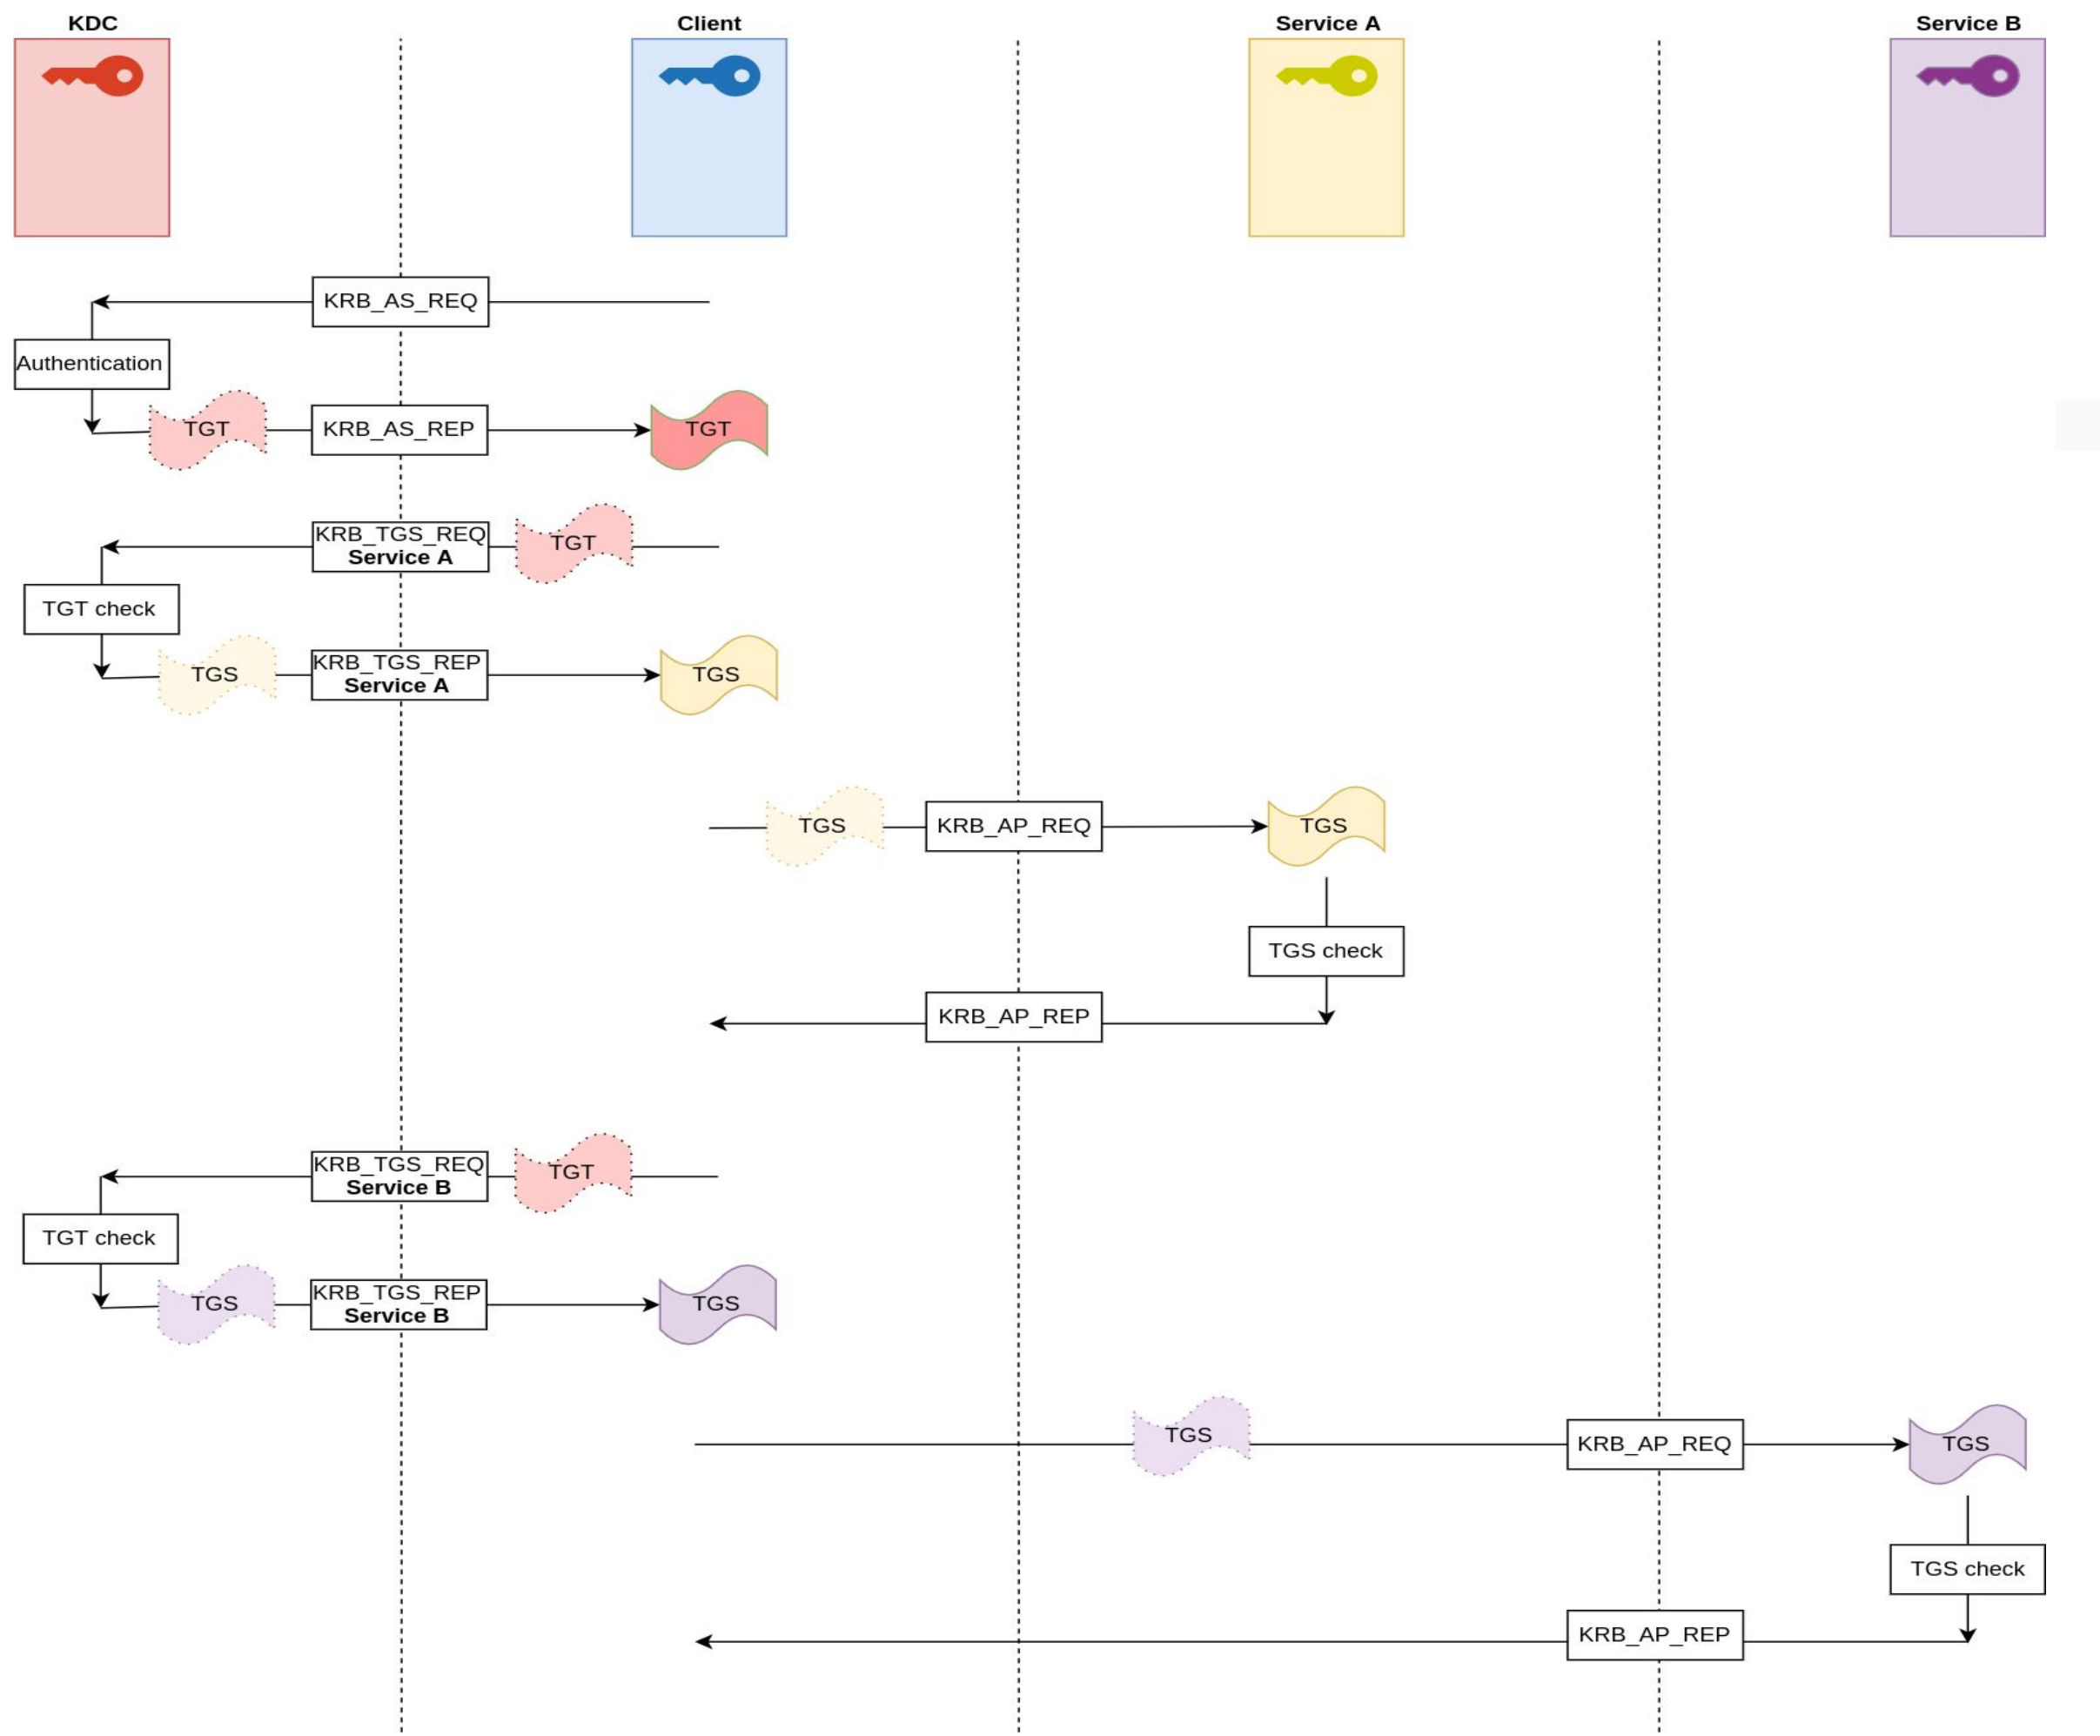 KDC
Client
Service A
Service B
KRB_AS_REQ
Authentication
TGT
KRB_AS_REP
TGT
KRB_TGS_REQ
Service A
TGT
TGT check
TGS
KRB_TGS_REP
Service A
TGS
TGS
KRB_AP_REQ
TGS
TGS check
KRB_AP_REP
KRB_TGS_REQ
Service B
TGT
TGT check
TGS
KRB_TGS_REP
Service B
TGS
TGS
KRB_AP_REQ
TGS
TGS check
KRB_AP_REP